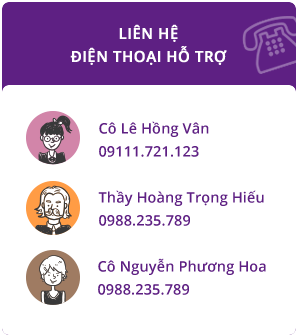 LIÊN HỆ
ĐIỆN THOẠI HỖ TRỢ
Cô Lê Hồng Vân
09111.721.123
Thầy Hoàng Trọng Hiếu
0988.235.789
Cô Nguyễn Phương Hoa
0988.235.789